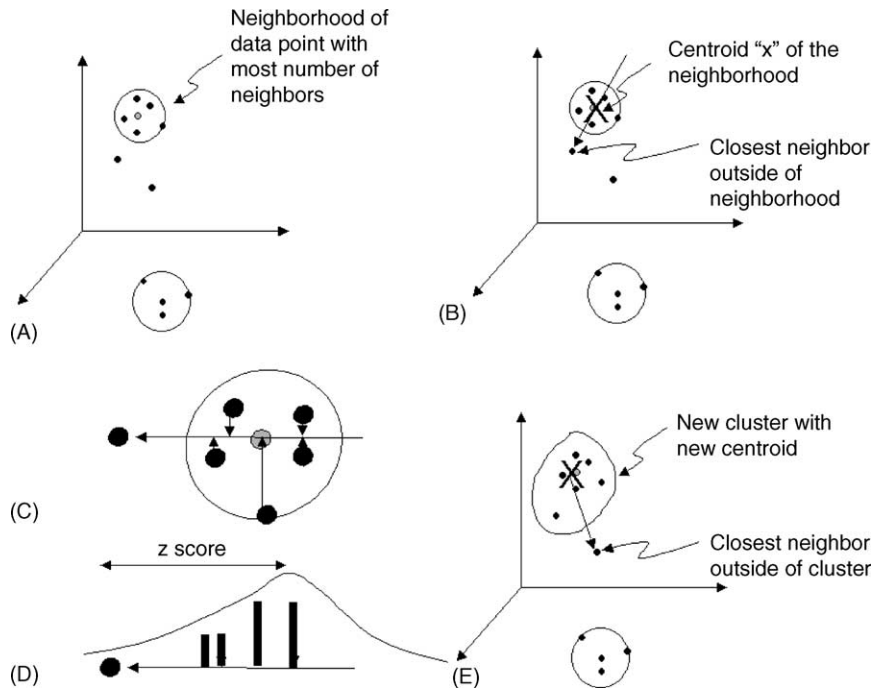 Neighborhood of
data point with
most number of
neighbors
(A)
Centroid “x” of the
neighborhood
Closest neighbor
outside of
neighborhood
(B)
(C)
z score
(D)
New cluster with
new centroid
Closest neighbor
outside of cluster
(E)